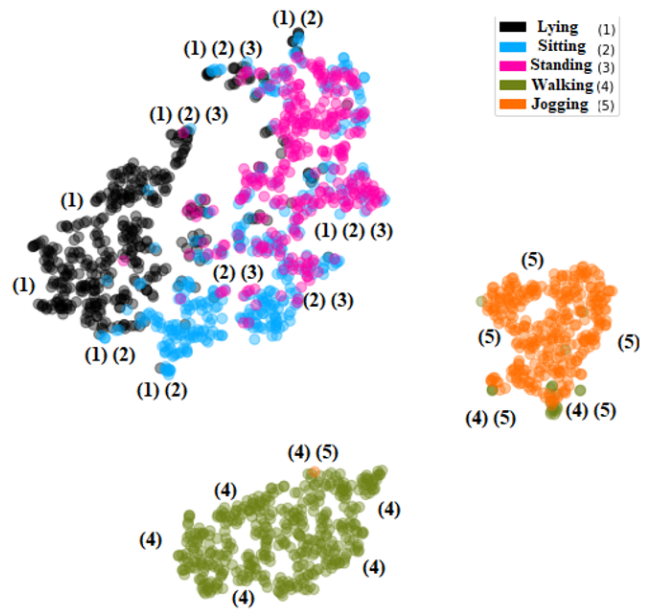 (1) (2)
(1) (2) (3)
(1) (2) (3)
(1)
(1)
(1) (2) (3)
(2) (3)
(2) (3)
(1) (2)
(1) (2)
Lying (1)
Sitting (2)
Standing (3)
Walking (4)
Jogging (5)
(5)
(5)
(5)
(4) (5)
(4) (5)
(4) (5)
(4)
(4)
(4)
(4)
(4)